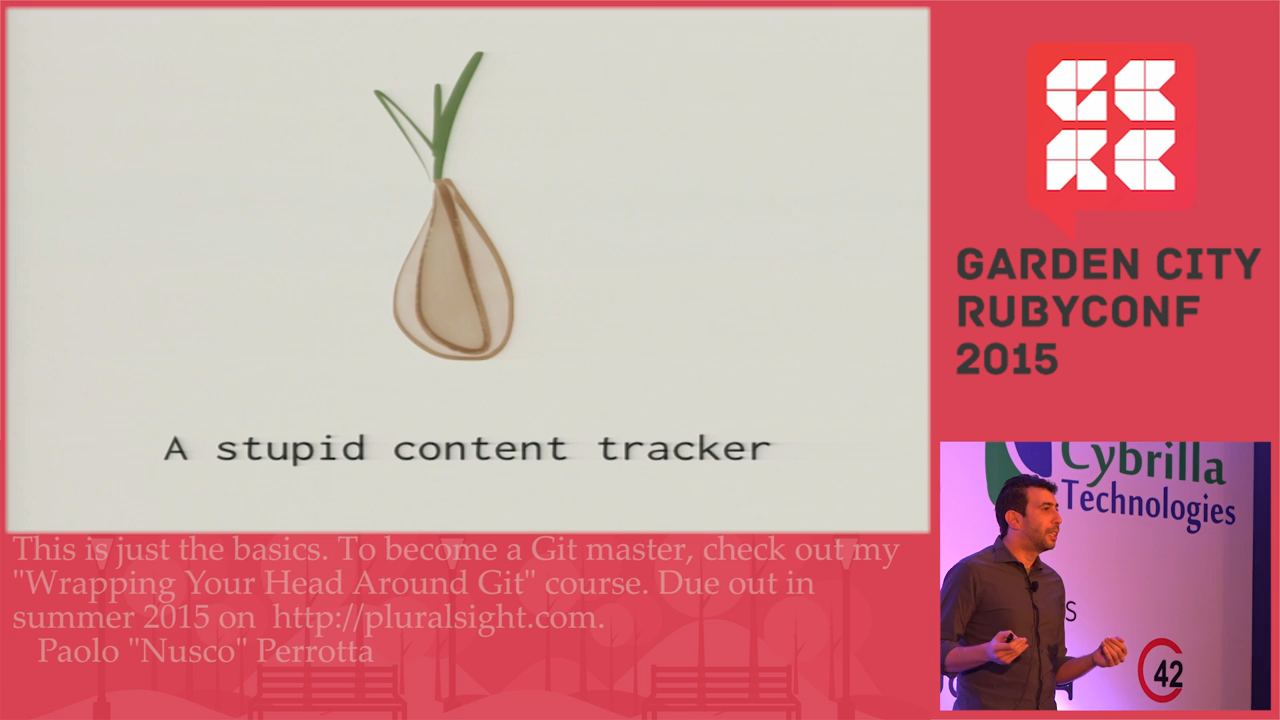 A stupid content tracker
This is just the basics. To become a Git master, check out my
"Wrapping Your Head Around Git" course. Due out in
summer 2015 on http://pluralsight.com.
Paolo "Nusco" Perrotta
GCRC
GARDEN CITY
RUBYCONF
2015
Cybrilla
Technologies
S
42